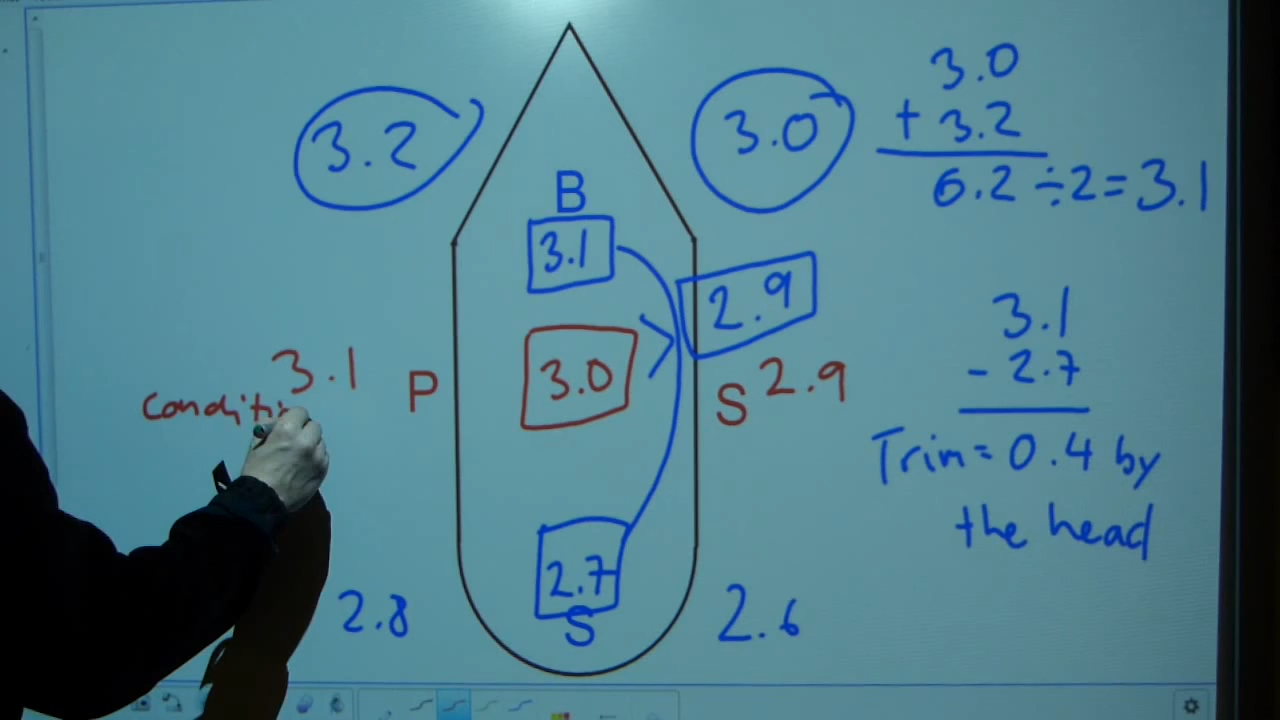 3.2
3.0
3.0
+ 3.2
6.2 ÷2= 3.1
B
3.1
2.9
3.1
- 2.7
3.1
P
3.0
S 2.9
Conditi
Trim= 0.4 by
the head
2.7
S
2.8
2.6